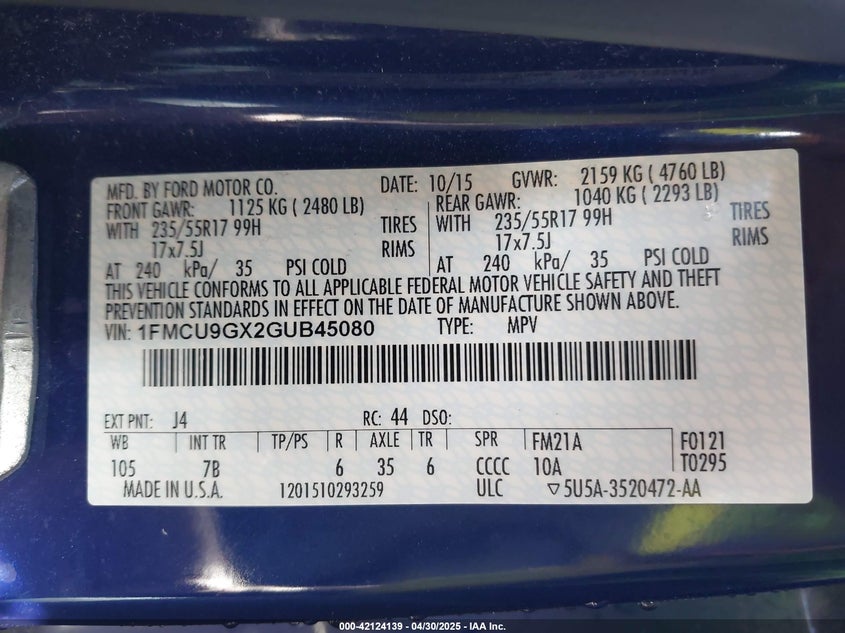 MFD. BY FORD MOTOR CO. DATE: 10/15 GVWR: 2159 KG ( 4760 LB)
FRONT GAWR: 1125 KG ( 2480 LB) REAR GAWR: 1040 KG ( 2293 LB)
WITH 235/55R17 99H TIRES WITH 235/55R17 99H TIRES
17x7.5J RIMS 17x7.5J RIMS
AT 240 kPa/ 35 PSI COLD AT 240 kPa/ 35 PSI COLD
THIS VEHICLE CONFORMS TO ALL APPLICABLE FEDERAL MOTOR VEHICLE SAFETY AND THEFT
PREVENTION STANDARDS IN EFFECT ON THE DATE OF MANUFACTURE SHOWN ABOVE.
VIN: 1FMCU9GX2GUB45080 TYPE: MPV
EXT PNT: J4 RC: 44 DSO:
WB INT TR TP/PS R AXLE TR SPR FM21A F0121
105 7B 6 35 6 CCCC 10A T0295
MADE IN U.S.A. 1201510293259 ULC ▽5U5A-3520472-AA
000-42124139 - 04/30/2025 - IAA Inc.